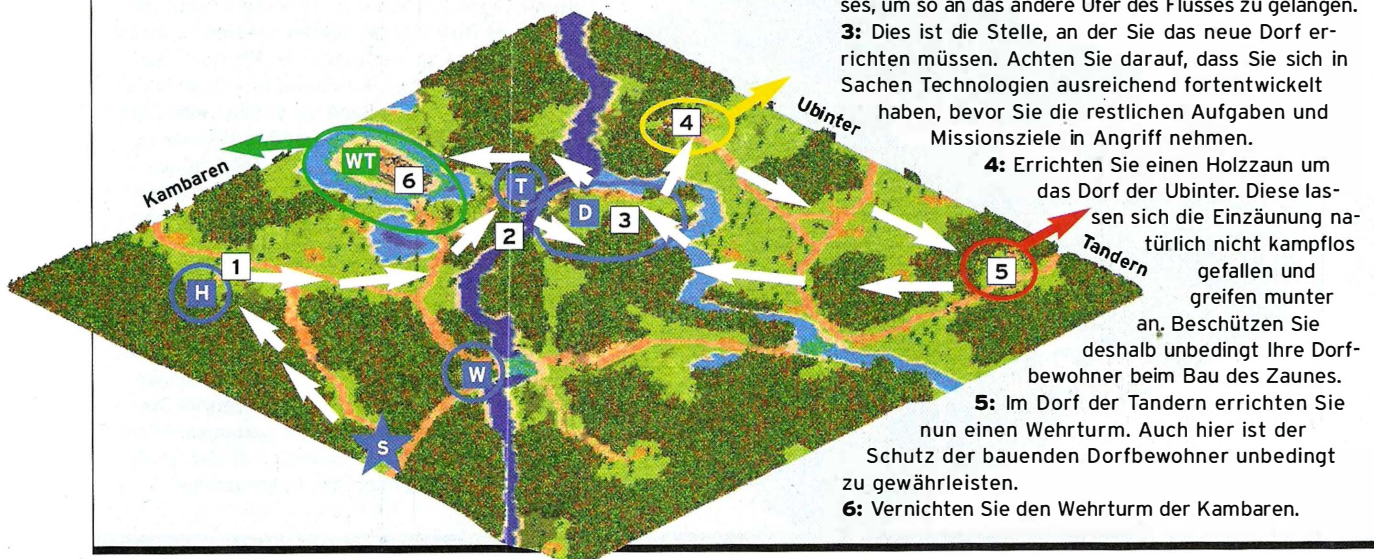 ses, um so an das andere Ufer des Flusses zu gelangen.
3: Dies ist die Stelle, an der Sie das neue Dorf er-
richten müssen. Achten Sie darauf, dass Sie sich in
Sachen Technologien ausreichend fortentwickelt
haben, bevor Sie die restlichen Aufgaben und
Missionsziele in Angriff nehmen.
4: Errichten Sie einen Holzzaun um
das Dorf der Ubinter. Diese las-
sen sich die Einzäunung na-
türlich nicht kampflos
gefallen und
greifen munter
an. Beschützen Sie
deshalb unbedingt Ihre Dorf-
bewohner beim Bau des Zaunes.
5: Im Dorf der Tandern errichten Sie
nun einen Wehrturm. Auch hier ist der
Schutz der bauenden Dorfbewohner unbedingt
zu gewährleisten.
6: Vernichten Sie den Wehrturm der Kambaren.
Kambaren
Ubinter
Tandern
WT
6
T
4
D
3
2
1
H
5
W
S